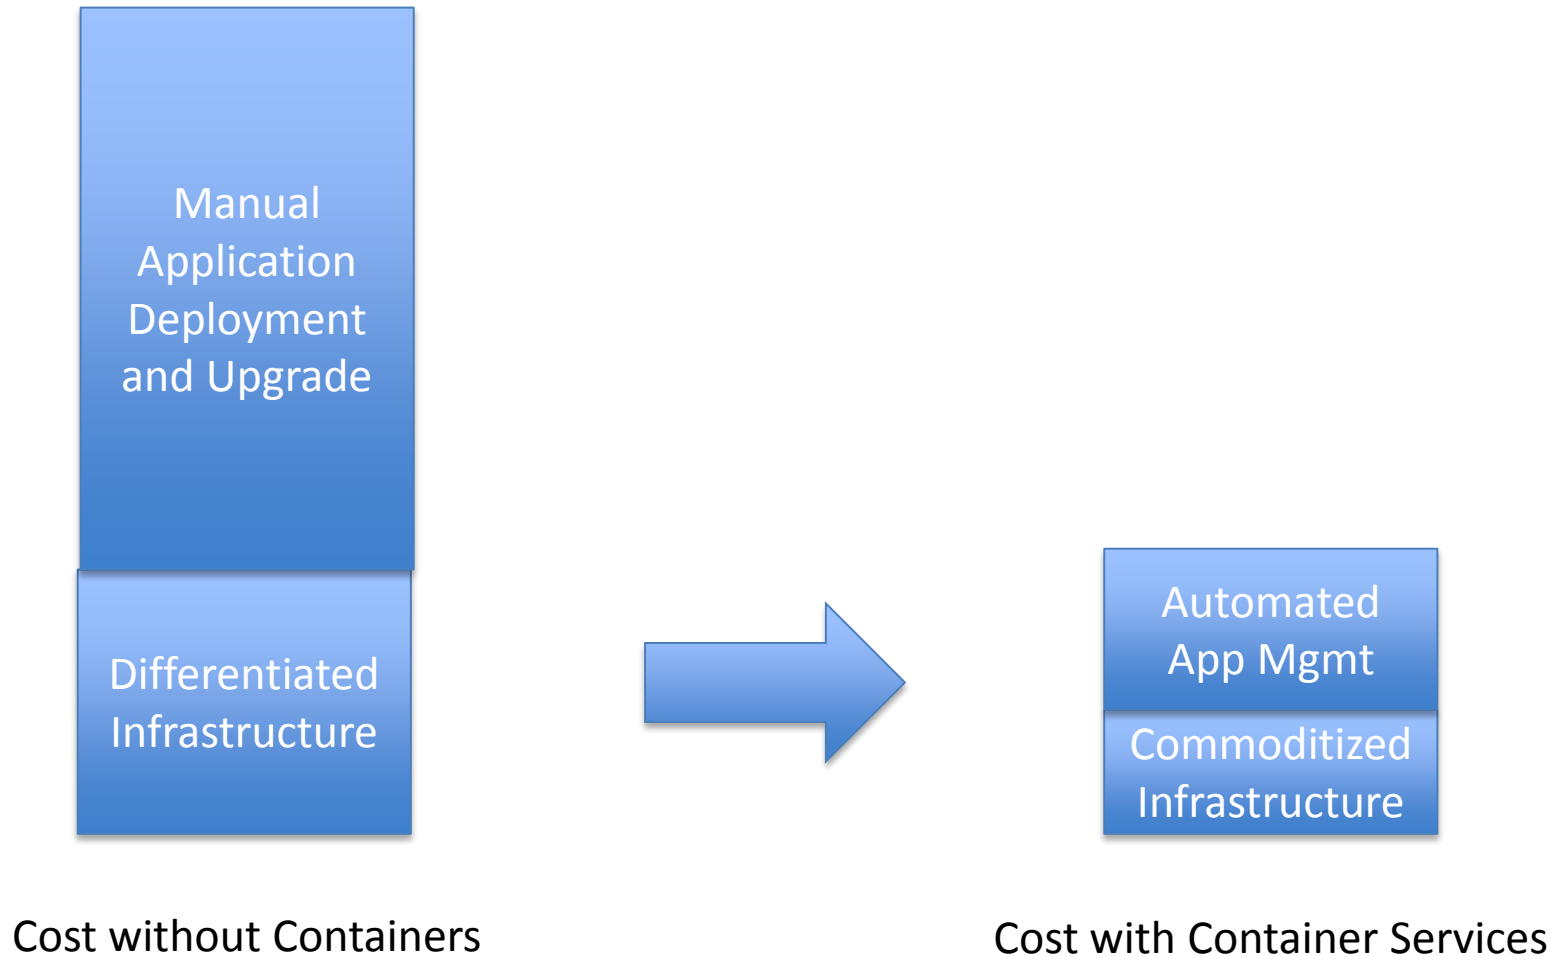 Manual
Application
Deployment
and Upgrade
Differentiated
Infrastructure
Automated
App Mgmt
Commoditized
Infrastructure
Cost without Containers
Cost with Container Services